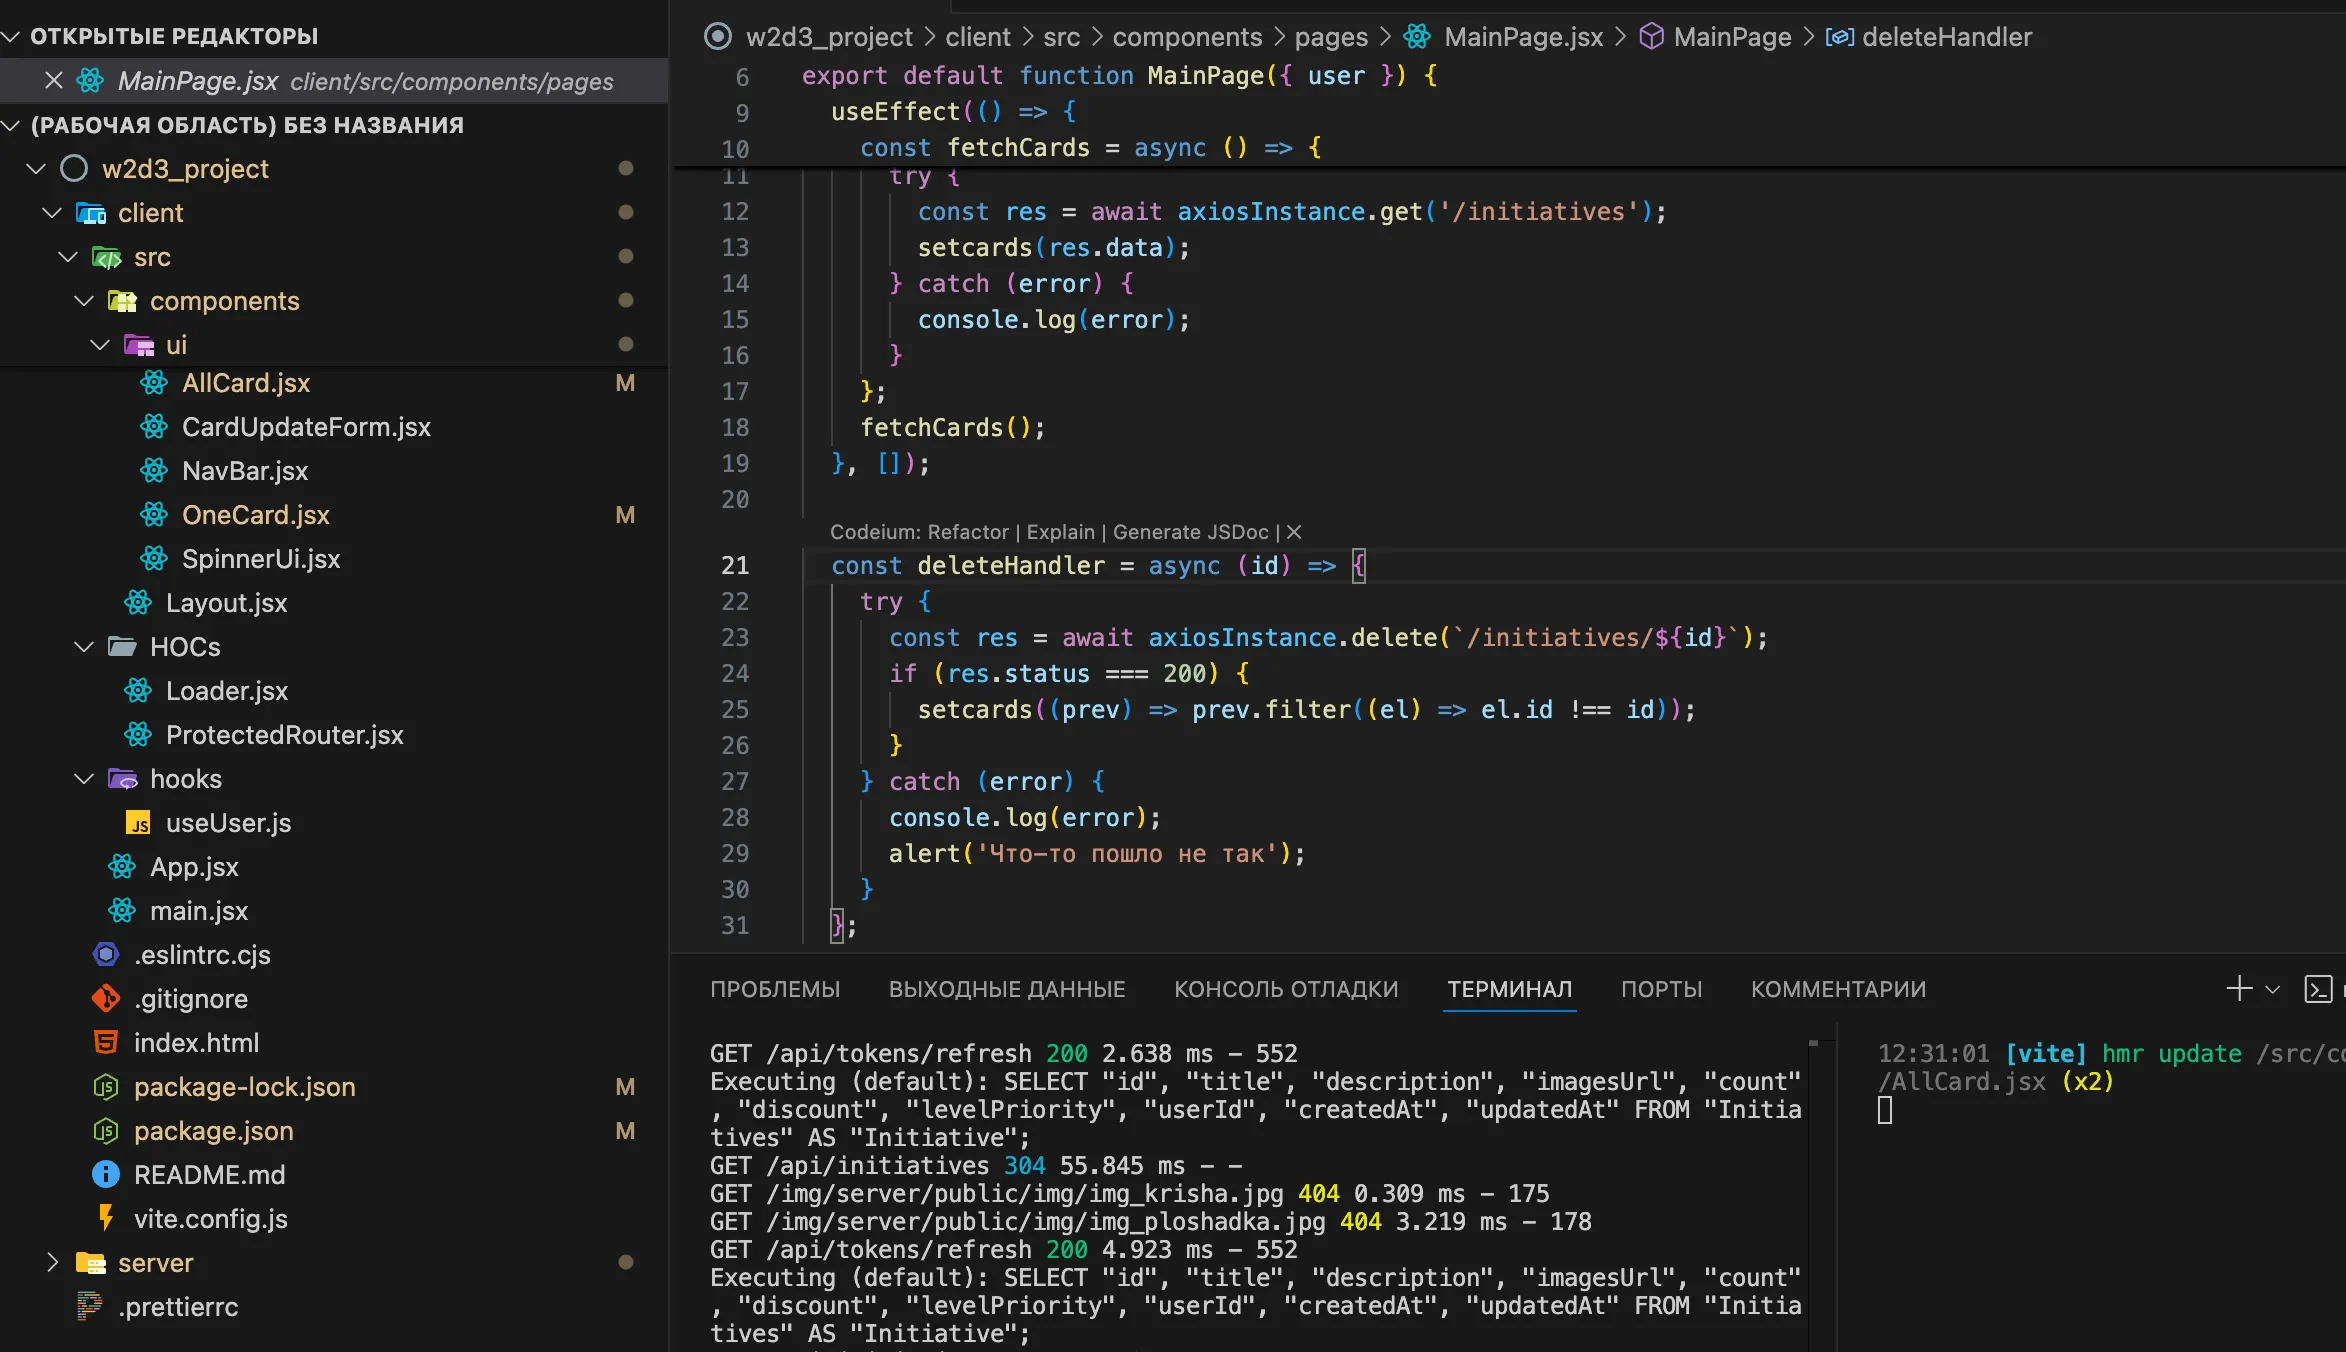 ОТКРЫТЫЕ РЕДАКТОРЫ
MainPage.jsx client/src/components/pages
(РАБОЧАЯ ОБЛАСТЬ) БЕЗ НАЗВАНИЯ
w2d3_project
client
src
components
ui
AllCard.jsx M
CardUpdateForm.jsx
NavBar.jsx
OneCard.jsx M
SpinnerUi.jsx
Layout.jsx
HOCs
Loader.jsx
ProtectedRouter.jsx
hooks
useUser.js
App.jsx
main.jsx
.eslintrc.cjs
.gitignore
index.html
package-lock.json M
package.json M
README.md
vite.config.js
server
.prettierrc
w2d3_project > client > src > components > pages > MainPage.jsx > MainPage > deleteHandler
6 export default function MainPage({ user }) {
9 useEffect(() => {
10 const fetchCards = async () => {
11 try {
12 const res = await axiosInstance.get('/initiatives');
13 setcards(res.data);
14 } catch (error) {
15 console.log(error);
16 }
17 };
18 fetchCards();
19 }, []);
20
Codeium: Refactor | Explain | Generate JSDoc | ✕
21 const deleteHandler = async (id) => {
22 try {
23 const res = await axiosInstance.delete(`/initiatives/${id}`);
24 if (res.status === 200) {
25 setcards((prev) => prev.filter((el) => el.id !== id));
26 }
27 } catch (error) {
28 console.log(error);
29 alert('Что-то пошло не так');
30 }
31 };
ПРОБЛЕМЫ ВЫХОДНЫЕ ДАННЫЕ КОНСОЛЬ ОТЛАДКИ ТЕРМИНАЛ ПОРТЫ КОММЕНТАРИИ
GET /api/tokens/refresh 200 2.638 ms - 552
Executing (default): SELECT "id", "title", "description", "imagesUrl", "count"
, "discount", "levelPriority", "userId", "createdAt", "updatedAt" FROM "Initia
tives" AS "Initiative";
GET /api/initiatives 304 55.845 ms - -
GET /img/server/public/img/img_krisha.jpg 404 0.309 ms - 175
GET /img/server/public/img/img_ploshadka.jpg 404 3.219 ms - 178
GET /api/tokens/refresh 200 4.923 ms - 552
Executing (default): SELECT "id", "title", "description", "imagesUrl", "count"
, "discount", "levelPriority", "userId", "createdAt", "updatedAt" FROM "Initia
tives" AS "Initiative";
12:31:01 [vite] hmr update /src/co
/AllCard.jsx (x2)